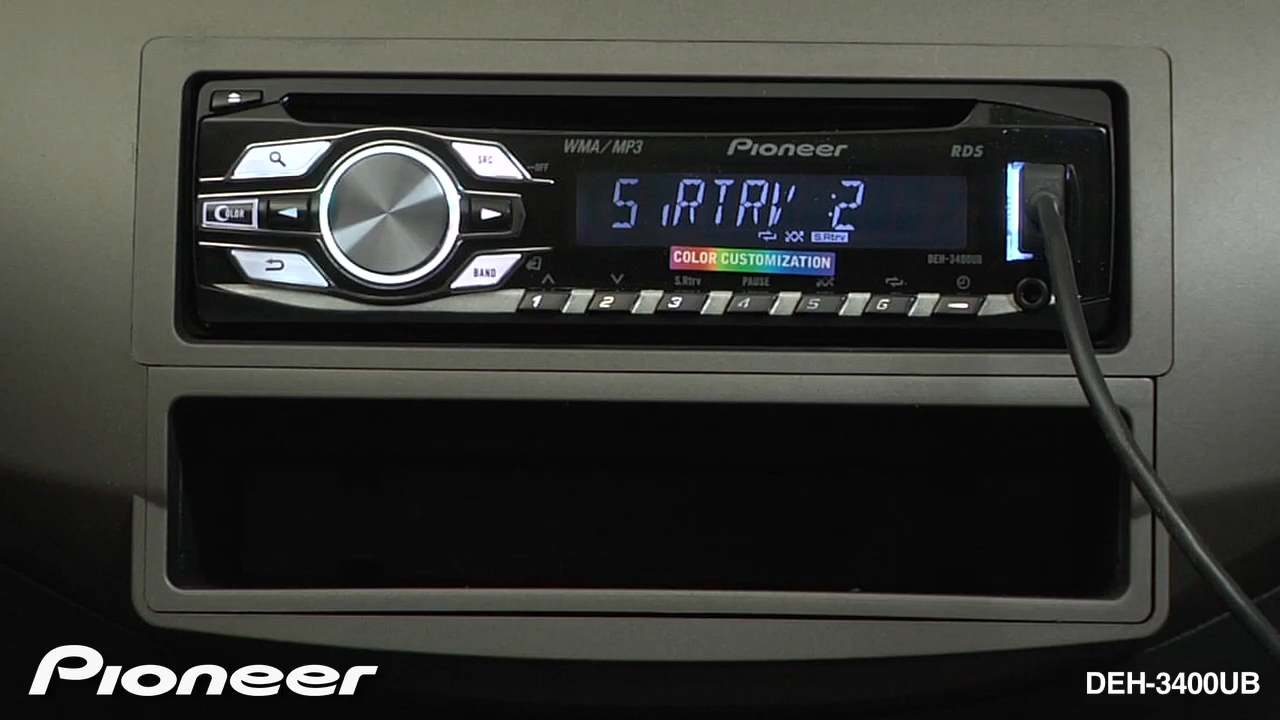 WMA/MP3 Pioneer RDS
SRC
OFF
COLOR
S.RTRV :2
S.Rtrv
COLOR CUSTOMIZATION
BAND
DEH-3400UB
S.Rtrv PAUSE
1 2 3 4 5 6
Pioneer
DEH-3400UB